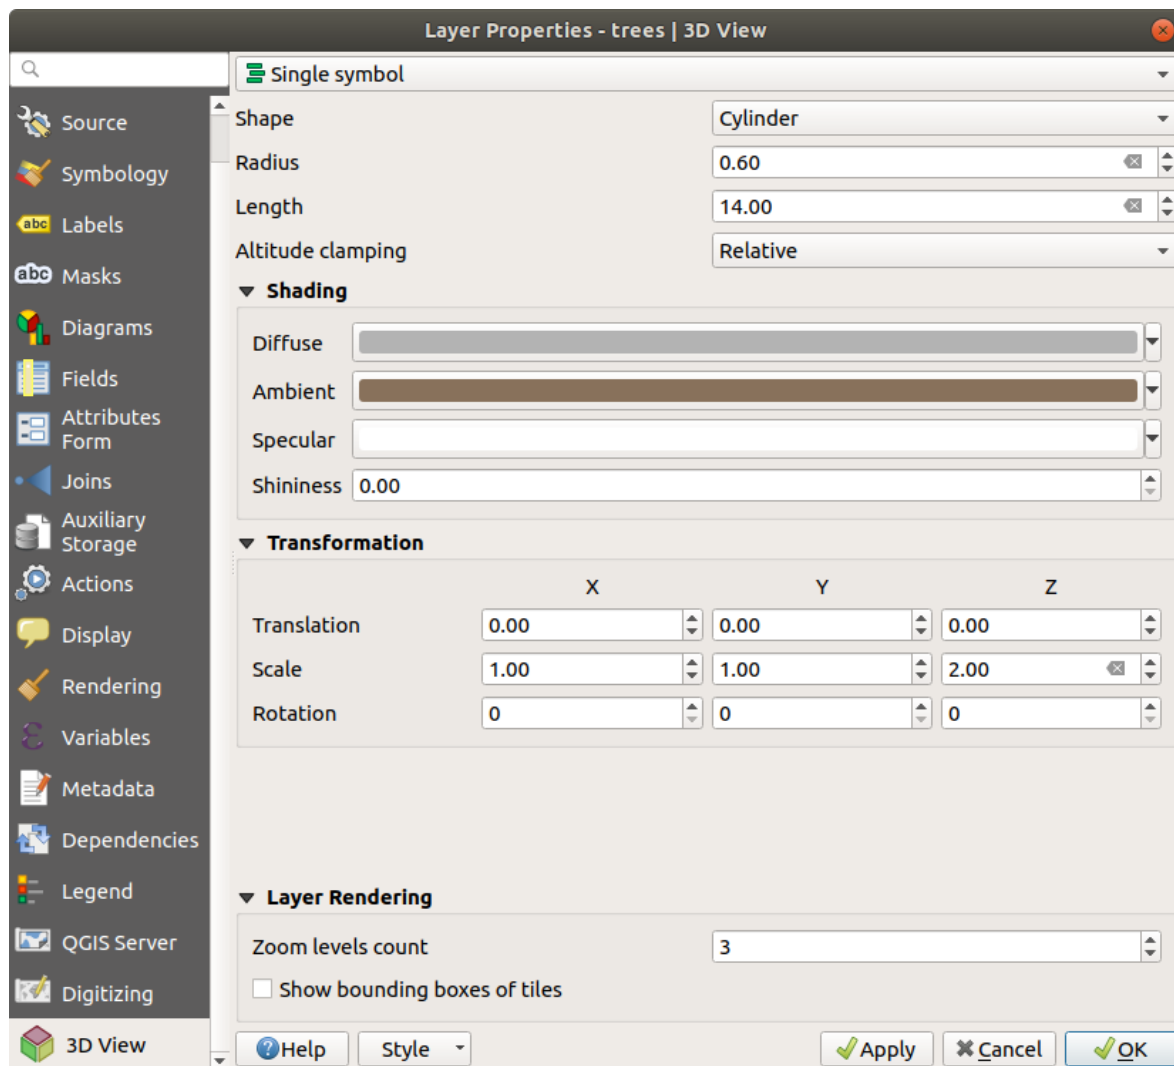 Layer Properties - trees | 3D View
Source
Symbology
abc Labels
abc Masks
Diagrams
Fields
Attributes
Form
Joins
Auxiliary
Storage
Actions
Display
Rendering
Variables
Metadata
Dependencies
Legend
QGIS Server
Digitizing
3D View
Single symbol
Shape Cylinder
Radius 0.60
Length 14.00
Altitude clamping Relative
Shading
Diffuse
Ambient
Specular
Shininess 0.00
Transformation
X Y Z
Translation 0.00 0.00 0.00
Scale 1.00 1.00 2.00
Rotation 0 0 0
Layer Rendering
Zoom levels count 3
Show bounding boxes of tiles
Help Style Apply Cancel OK